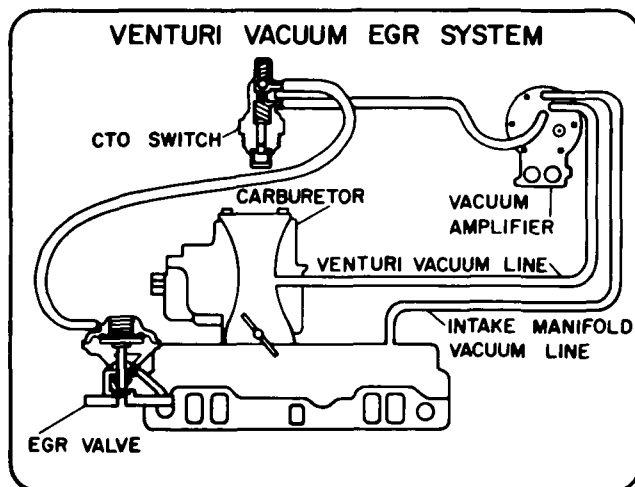 VENTURI VACUUM EGR SYSTEM
CTO SWITCH
CARBURETOR
VACUUM
AMPLIFIER
VENTURI VACUUM LINE
INTAKE MANIFOLD
VACUUM LINE
EGR VALVE